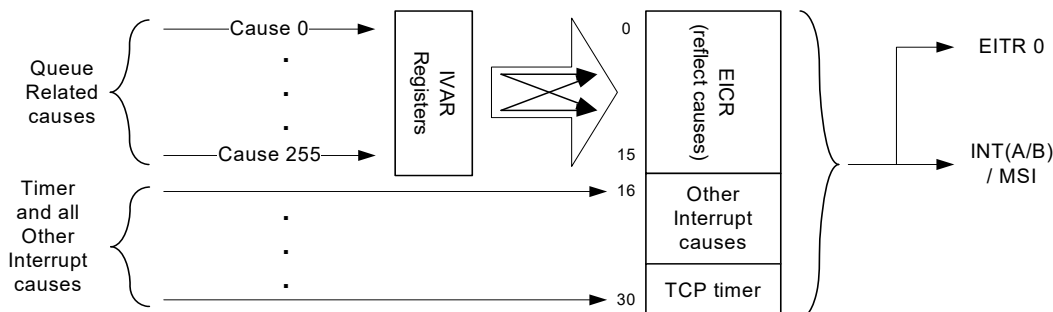 Queue
Related
causes
Cause 0
Cause 255
IVAR
Registers
0
15
16
30
EICR
(reflect causes)
Other
Interrupt
causes
TCP timer
EITR 0
INT(A/B)
/ MSI
Timer
and all
Other
Interrupt
causes